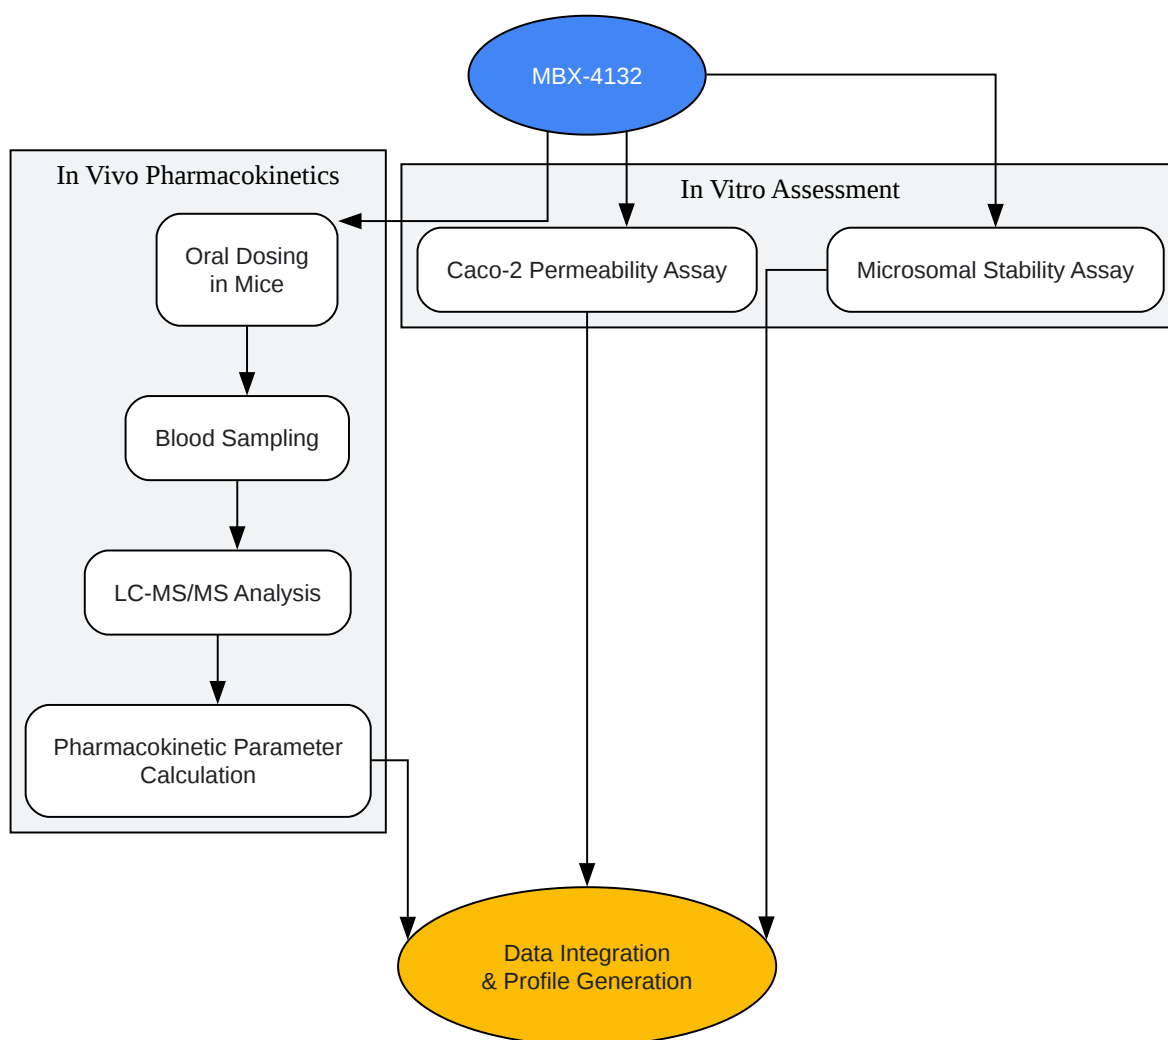 MBX-4132
In Vivo Pharmacokinetics
Oral Dosing
in Mice
Blood Sampling
LC-MS/MS Analysis
Pharmacokinetic Parameter
Calculation
In Vitro Assessment
Caco-2 Permeability Assay
Microsomal Stability Assay
Data Integration
& Profile Generation